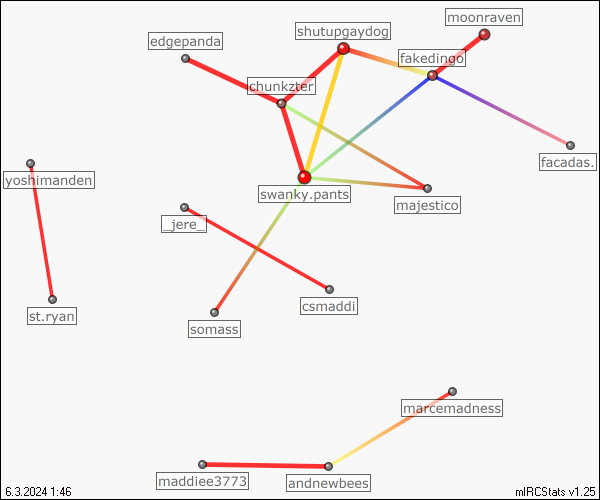 moonraven
shutupgaydog
edgepanda
fakedingo
chunkzter
facadas.
yoshimanden
swanky.pants
majestico
_jere_
csmaddi
st.ryan
somass
marcemadness
maddiee3773
andnewbees
6.3.2024 1:46
mIRCStats v1.25